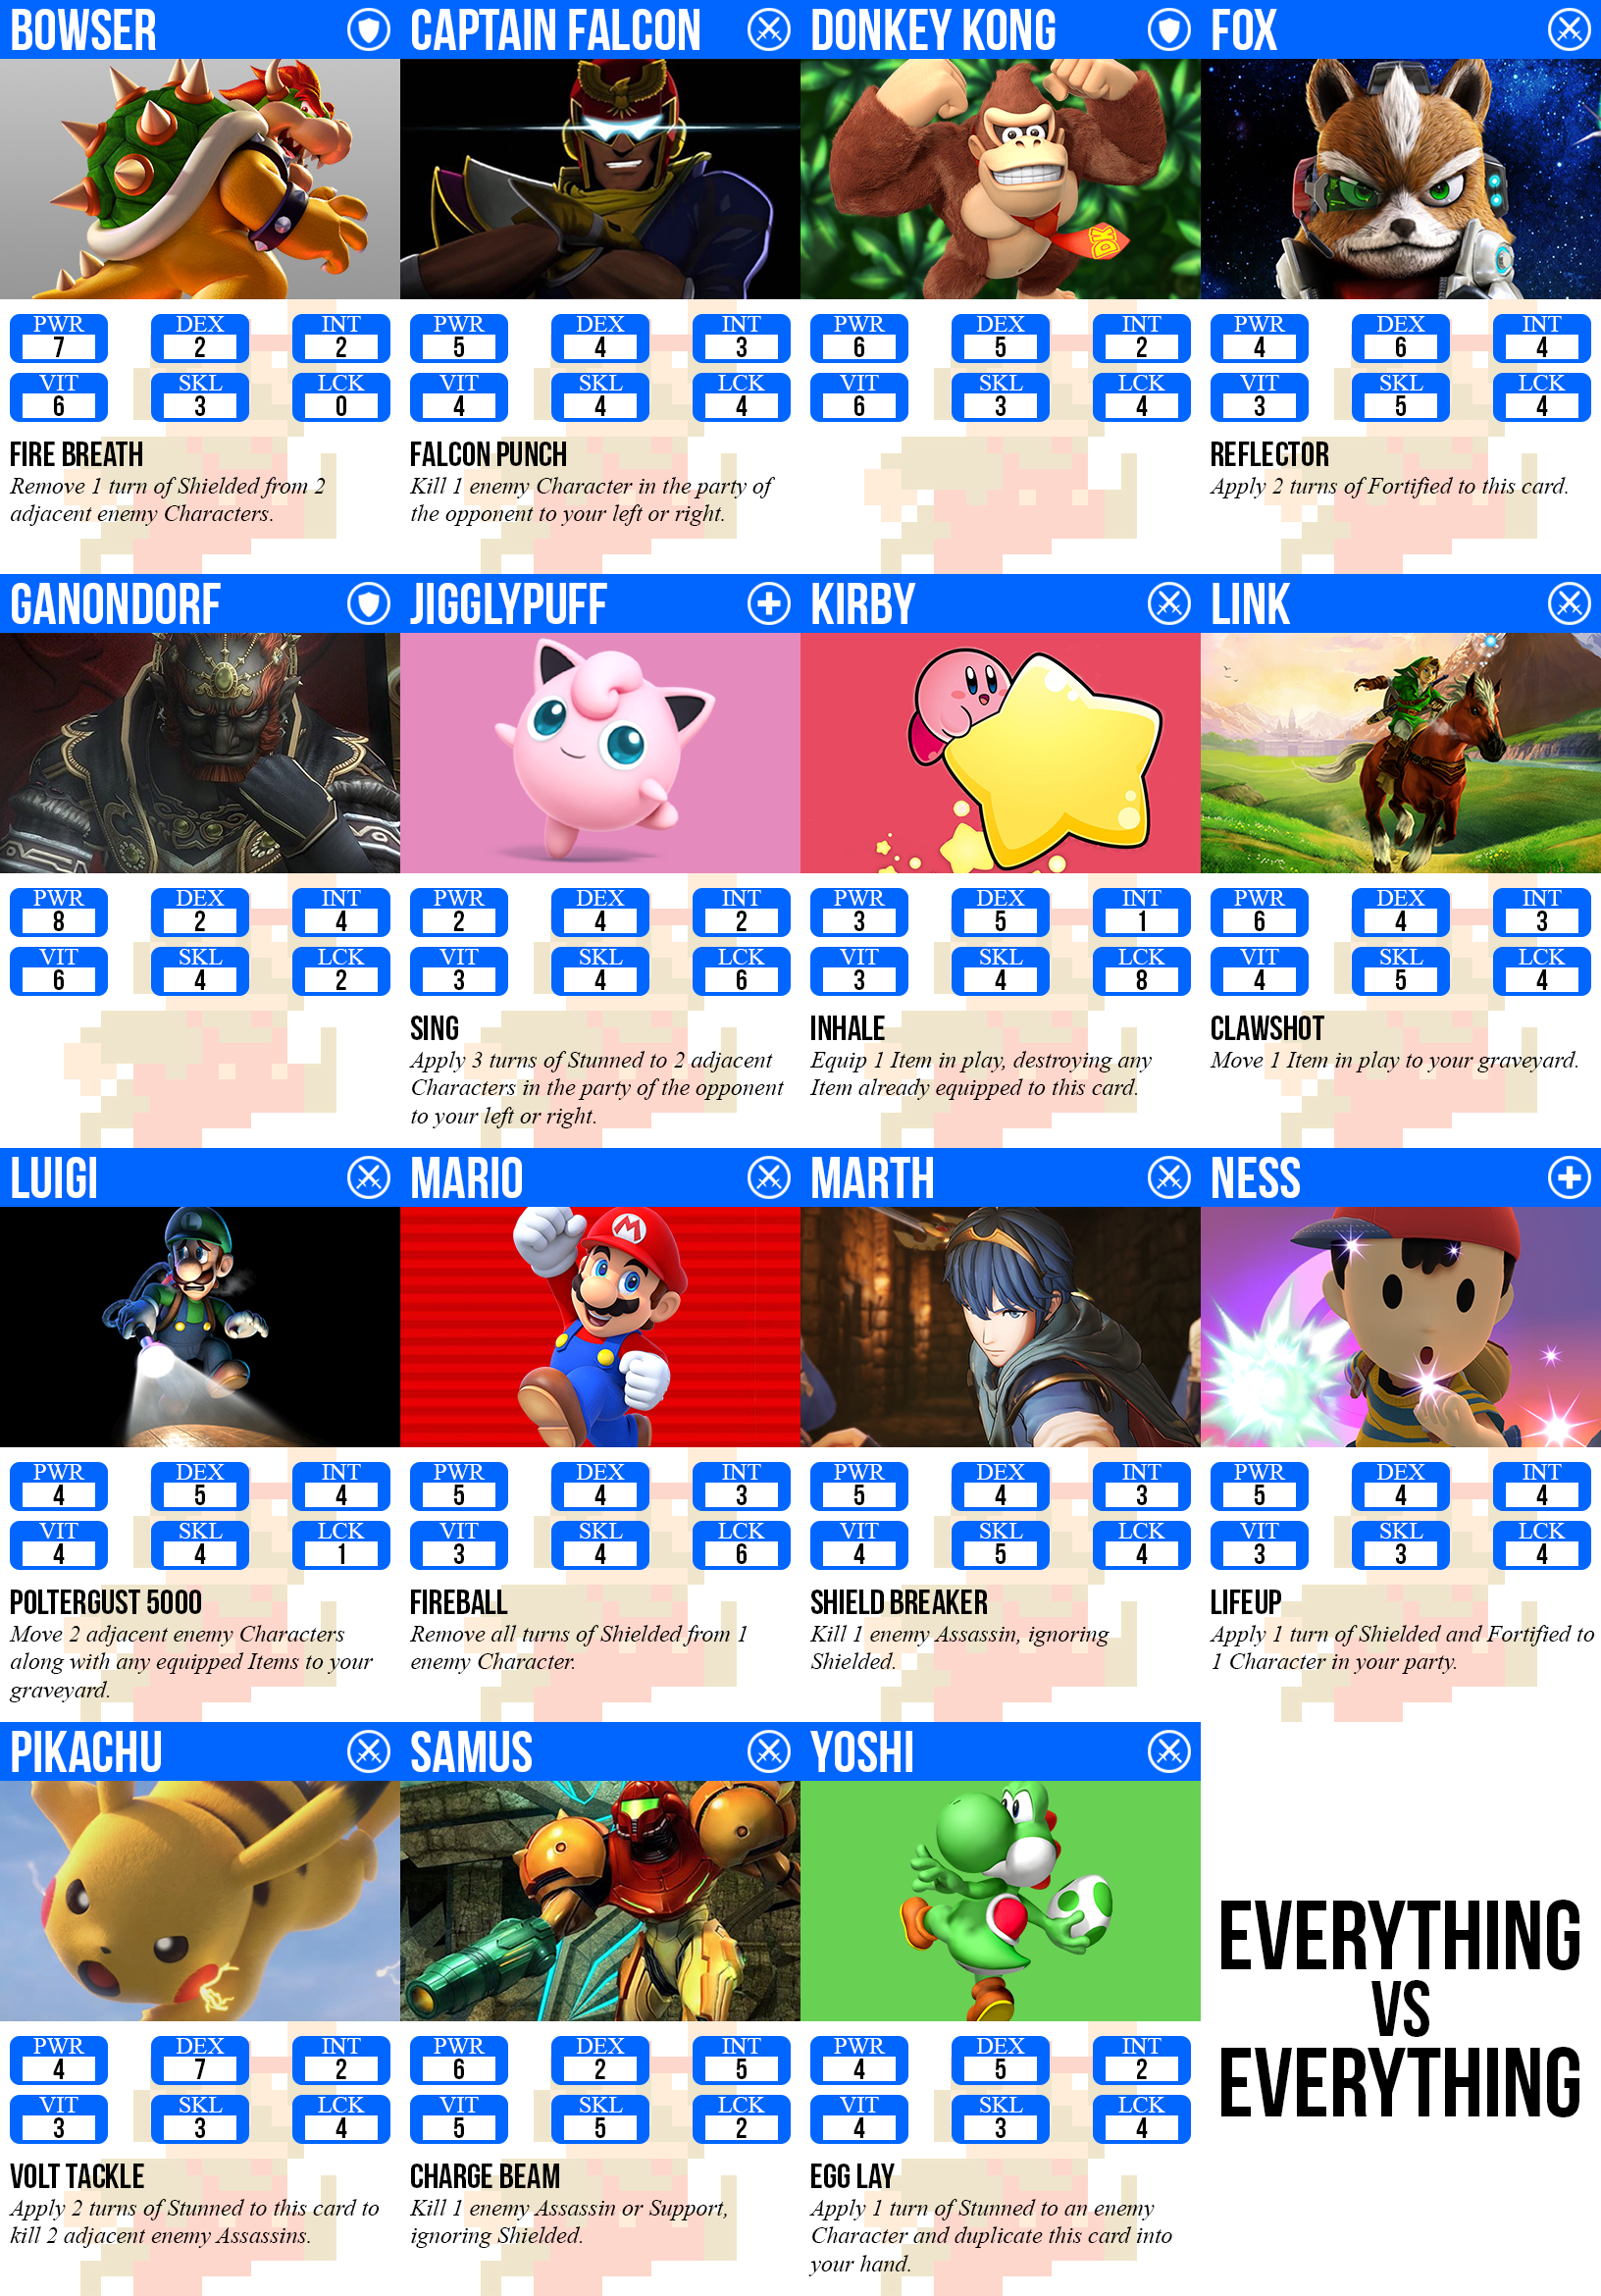 BOWSER
PWR DEX INT
7 2 2
VIT SKL LCK
6 3 0
FIRE BREATH
Remove 1 turn of Shielded from 2
adjacent enemy Characters.
CAPTAIN FALCON
PWR DEX INT
5 4 3
VIT SKL LCK
4 4 4
FALCON PUNCH
Kill 1 enemy Character in the party of
the opponent to your left or right.
DONKEY KONG
DK
PWR DEX INT
6 5 2
VIT SKL LCK
6 3 4
FOX
PWR DEX INT
4 6 4
VIT SKL LCK
3 5 4
REFLECTOR
Apply 2 turns of Fortified to this card.
GANONDORF
PWR DEX INT
8 2 4
VIT SKL LCK
6 4 2
JIGGLYPUFF
PWR DEX INT
2 4 2
VIT SKL LCK
3 4 6
SING
Apply 3 turns of Stunned to 2 adjacent
Characters in the party of the opponent
to your left or right.
KIRBY
PWR DEX INT
3 5 1
VIT SKL LCK
3 4 8
INHALE
Equip 1 Item in play, destroying any
Item already equipped to this card.
LINK
PWR DEX INT
6 4 3
VIT SKL LCK
4 5 4
CLAWSHOT
Move 1 Item in play to your graveyard.
LUIGI
PWR DEX INT
4 5 4
VIT SKL LCK
4 4 1
POLTERGUST 5000
Move 2 adjacent enemy Characters
along with any equipped Items to your
graveyard.
MARIO
M
PWR DEX INT
5 4 3
VIT SKL LCK
3 4 6
FIREBALL
Remove all turns of Shielded from 1
enemy Character.
MARTH
PWR DEX INT
5 4 3
VIT SKL LCK
4 5 4
SHIELD BREAKER
Kill 1 enemy Assassin, ignoring
Shielded.
NESS
PWR DEX INT
5 4 4
VIT SKL LCK
3 3 4
LIFEUP
Apply 1 turn of Shielded and Fortified to
1 Character in your party.
PIKACHU
PWR DEX INT
4 7 2
VIT SKL LCK
3 3 4
VOLT TACKLE
Apply 2 turns of Stunned to this card to
kill 2 adjacent enemy Assassins.
SAMUS
PWR DEX INT
6 2 5
VIT SKL LCK
5 5 2
CHARGE BEAM
Kill 1 enemy Assassin or Support,
ignoring Shielded.
YOSHI
PWR DEX INT
4 5 2
VIT SKL LCK
4 3 4
EGG LAY
Apply 1 turn of Stunned to an enemy
Character and duplicate this card into
your hand.
EVERYTHING
VS
EVERYTHING